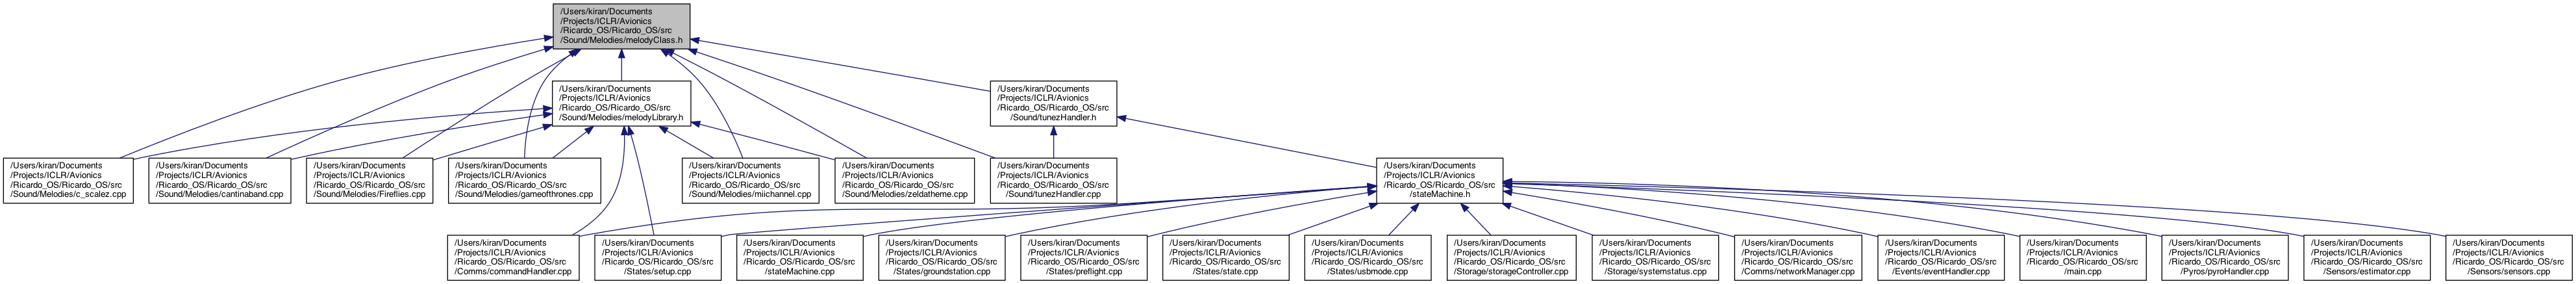 /Users/kiran/Documents
/Projects/ICLR/Avionics
/Ricardo_OS/Ricardo_OS/src
/Sound/Melodies/melodyClass.h
/Users/kiran/Documents
/Projects/ICLR/Avionics
/Ricardo_OS/Ricardo_OS/src
/Sound/Melodies/melodyLibrary.h
/Users/kiran/Documents
/Projects/ICLR/Avionics
/Ricardo_OS/Ricardo_OS/src
/Sound/tunezHandler.h
/Users/kiran/Documents
/Projects/ICLR/Avionics
/Ricardo_OS/Ricardo_OS/src
/Sound/Melodies/c_scalez.cpp
/Users/kiran/Documents
/Projects/ICLR/Avionics
/Ricardo_OS/Ricardo_OS/src
/Sound/Melodies/cantinaband.cpp
/Users/kiran/Documents
/Projects/ICLR/Avionics
/Ricardo_OS/Ricardo_OS/src
/Sound/Melodies/Fireflies.cpp
/Users/kiran/Documents
/Projects/ICLR/Avionics
/Ricardo_OS/Ricardo_OS/src
/Sound/Melodies/gameofthrones.cpp
/Users/kiran/Documents
/Projects/ICLR/Avionics
/Ricardo_OS/Ricardo_OS/src
/Sound/Melodies/miichannel.cpp
/Users/kiran/Documents
/Projects/ICLR/Avionics
/Ricardo_OS/Ricardo_OS/src
/Sound/Melodies/zeldatheme.cpp
/Users/kiran/Documents
/Projects/ICLR/Avionics
/Ricardo_OS/Ricardo_OS/src
/Sound/tunezHandler.cpp
/Users/kiran/Documents
/Projects/ICLR/Avionics
/Ricardo_OS/Ricardo_OS/src
/stateMachine.h
/Users/kiran/Documents
/Projects/ICLR/Avionics
/Ricardo_OS/Ricardo_OS/src
/Comms/commandHandler.cpp
/Users/kiran/Documents
/Projects/ICLR/Avionics
/Ricardo_OS/Ricardo_OS/src
/States/setup.cpp
/Users/kiran/Documents
/Projects/ICLR/Avionics
/Ricardo_OS/Ricardo_OS/src
/stateMachine.cpp
/Users/kiran/Documents
/Projects/ICLR/Avionics
/Ricardo_OS/Ricardo_OS/src
/States/groundstation.cpp
/Users/kiran/Documents
/Projects/ICLR/Avionics
/Ricardo_OS/Ricardo_OS/src
/States/preflight.cpp
/Users/kiran/Documents
/Projects/ICLR/Avionics
/Ricardo_OS/Ricardo_OS/src
/States/state.cpp
/Users/kiran/Documents
/Projects/ICLR/Avionics
/Ricardo_OS/Ricardo_OS/src
/States/usbmode.cpp
/Users/kiran/Documents
/Projects/ICLR/Avionics
/Ricardo_OS/Ricardo_OS/src
/Storage/storageController.cpp
/Users/kiran/Documents
/Projects/ICLR/Avionics
/Ricardo_OS/Ricardo_OS/src
/Storage/systemstatus.cpp
/Users/kiran/Documents
/Projects/ICLR/Avionics
/Ricardo_OS/Ricardo_OS/src
/Comms/networkManager.cpp
/Users/kiran/Documents
/Projects/ICLR/Avionics
/Ricardo_OS/Ricardo_OS/src
/Events/eventHandler.cpp
/Users/kiran/Documents
/Projects/ICLR/Avionics
/Ricardo_OS/Ricardo_OS/src
/main.cpp
/Users/kiran/Documents
/Projects/ICLR/Avionics
/Ricardo_OS/Ricardo_OS/src
/Pyros/pyroHandler.cpp
/Users/kiran/Documents
/Projects/ICLR/Avionics
/Ricardo_OS/Ricardo_OS/src
/Sensors/estimator.cpp
/Users/kiran/Documents
/Projects/ICLR/Avionics
/Ricardo_OS/Ricardo_OS/src
/Sensors/sensors.cpp